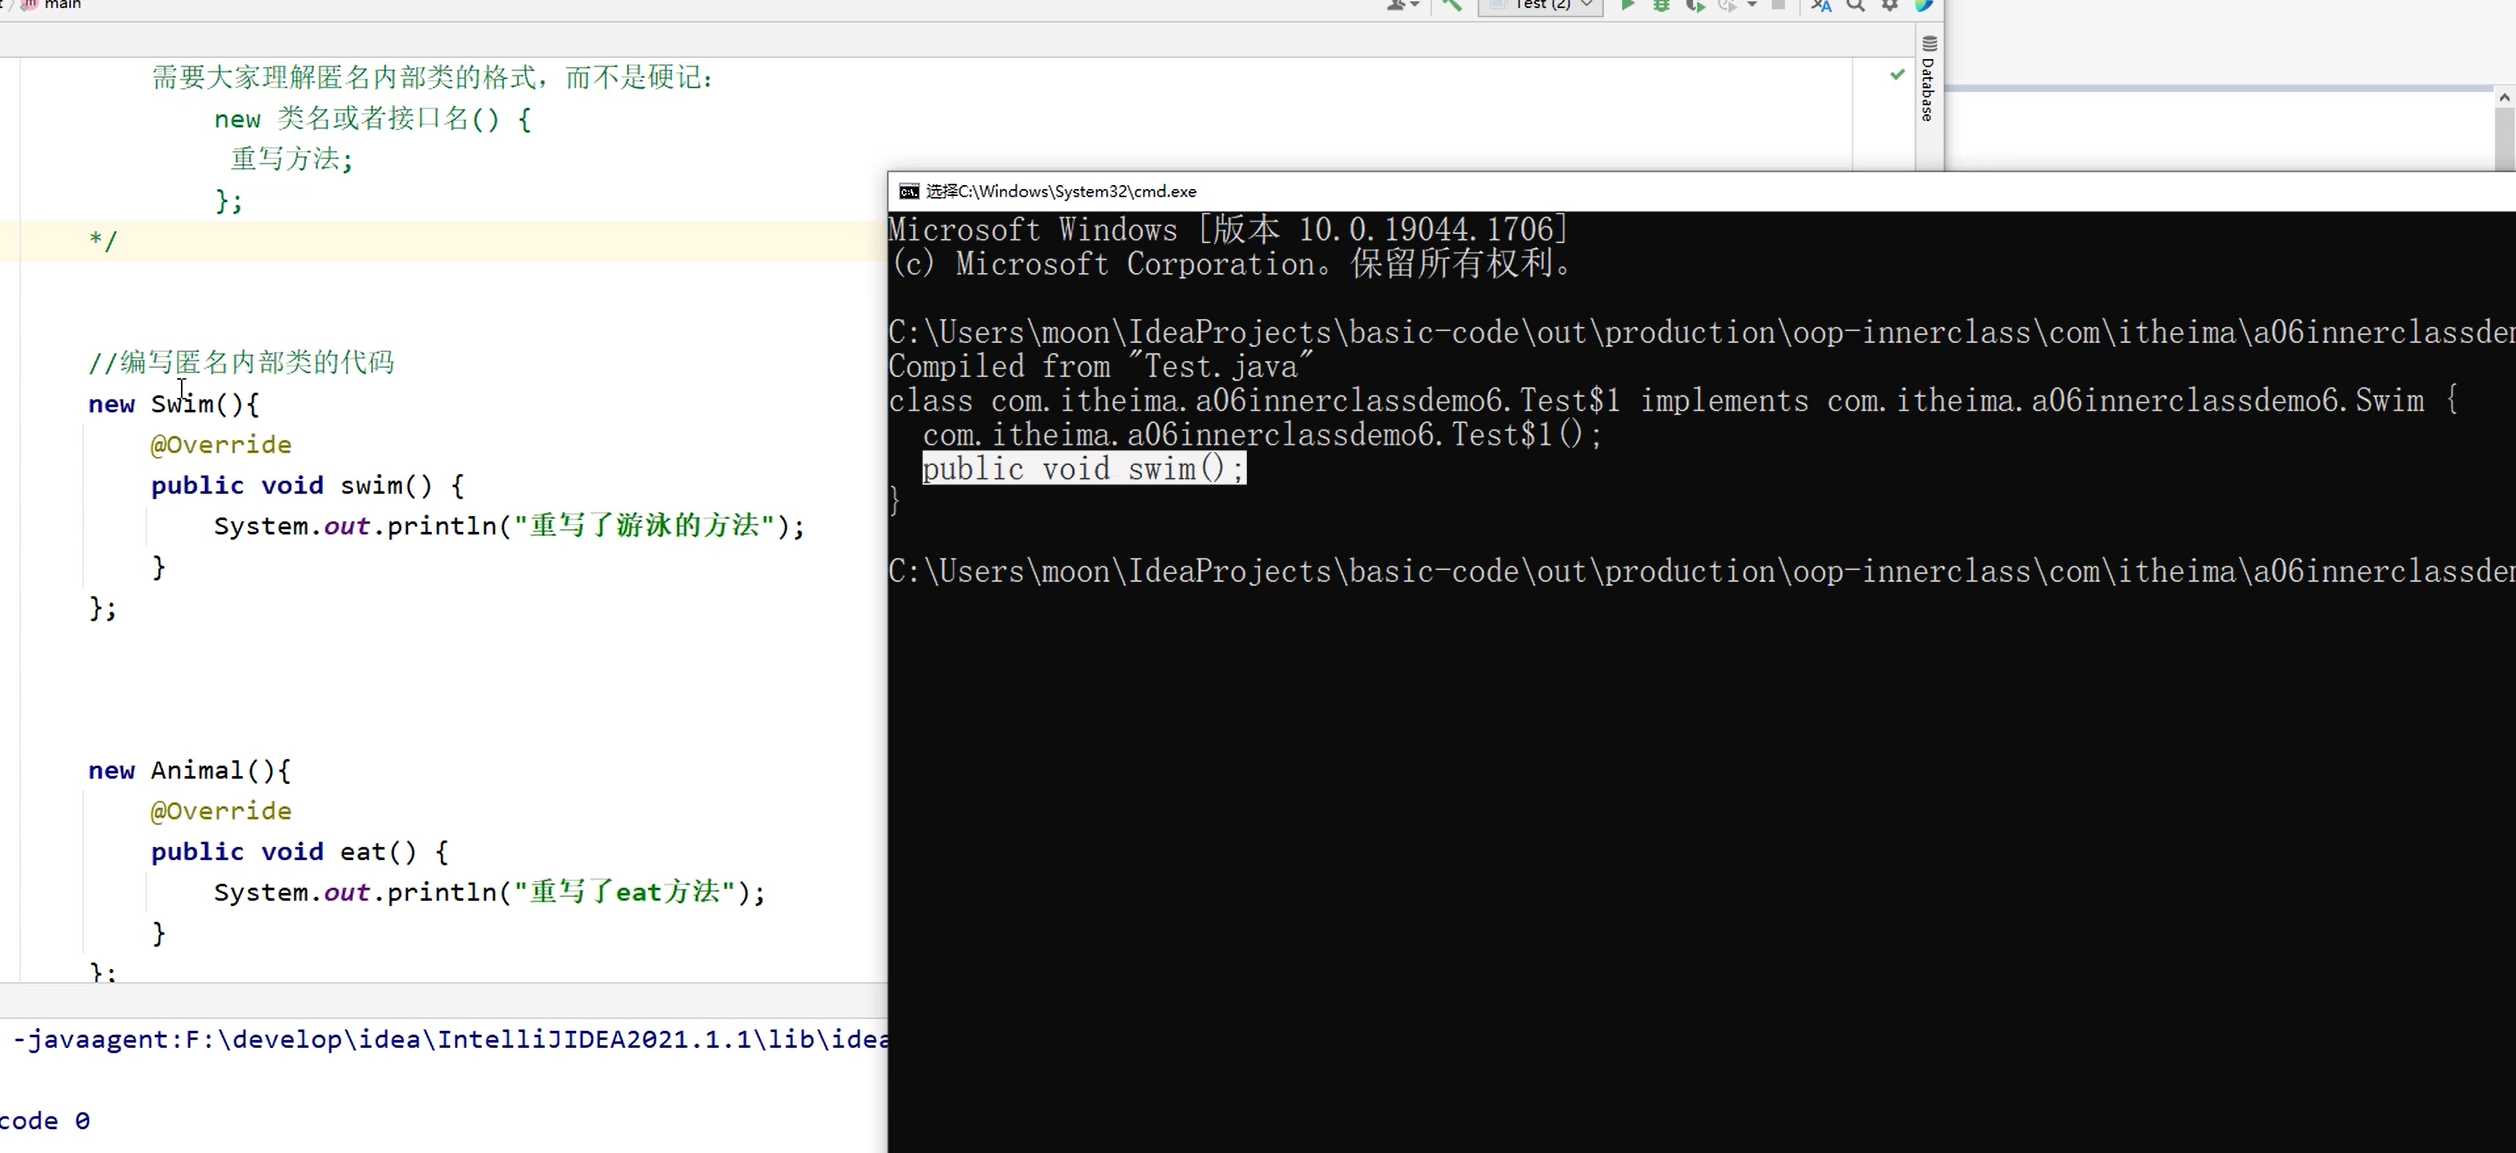 main
Test (2)
Database
需要大家理解匿名内部类的格式，而不是硬记：
new 类名或者接口名() {
重写方法;
};
*/
//编写匿名内部类的代码
new Swim(){
@Override
public void swim() {
System.out.println("重写了游泳的方法");
}
};
new Animal(){
@Override
public void eat() {
System.out.println("重写了eat方法");
}
};
-javaagent:F:\develop\idea\IntelliJIDEA2021.1.1\lib\idea
code 0
选择C:\Windows\System32\cmd.exe
Microsoft Windows [版本 10.0.19044.1706]
(c) Microsoft Corporation。保留所有权利。
C:\Users\moon\IdeaProjects\basic-code\out\production\oop-innerclass\com\itheima\a06innerclassdem
Compiled from "Test.java"
class com.itheima.a06innerclassdemo6.Test$1 implements com.itheima.a06innerclassdemo6.Swim {
com.itheima.a06innerclassdemo6.Test$1();
public void swim();
}
C:\Users\moon\IdeaProjects\basic-code\out\production\oop-innerclass\com\itheima\a06innerclassdem